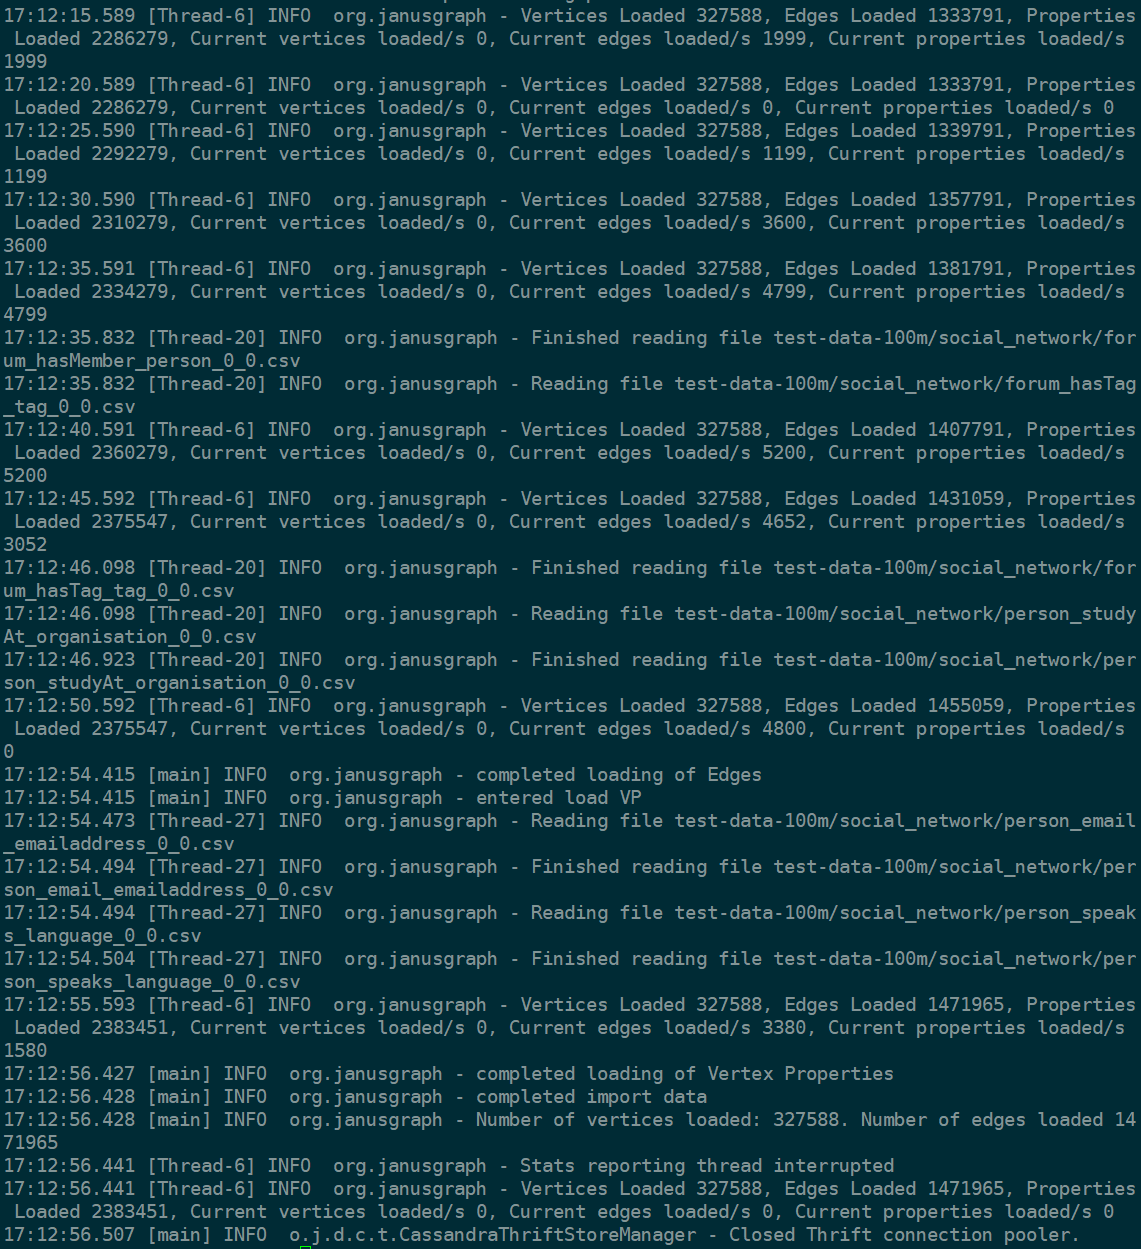 17:12:15.589 [Thread-6] INFO  org.janusgraph - Vertices Loaded 327588, Edges Loaded 1333791, Properties
 Loaded 2286279, Current vertices loaded/s 0, Current edges loaded/s 1999, Current properties loaded/s
1999
17:12:20.589 [Thread-6] INFO  org.janusgraph - Vertices Loaded 327588, Edges Loaded 1333791, Properties
 Loaded 2286279, Current vertices loaded/s 0, Current edges loaded/s 0, Current properties loaded/s 0
17:12:25.590 [Thread-6] INFO  org.janusgraph - Vertices Loaded 327588, Edges Loaded 1339791, Properties
 Loaded 2292279, Current vertices loaded/s 0, Current edges loaded/s 1199, Current properties loaded/s
1199
17:12:30.590 [Thread-6] INFO  org.janusgraph - Vertices Loaded 327588, Edges Loaded 1357791, Properties
 Loaded 2310279, Current vertices loaded/s 0, Current edges loaded/s 3600, Current properties loaded/s
3600
17:12:35.591 [Thread-6] INFO  org.janusgraph - Vertices Loaded 327588, Edges Loaded 1381791, Properties
 Loaded 2334279, Current vertices loaded/s 0, Current edges loaded/s 4799, Current properties loaded/s
4799
17:12:35.832 [Thread-20] INFO  org.janusgraph - Finished reading file test-data-100m/social_network/for
um_hasMember_person_0_0.csv
17:12:35.832 [Thread-20] INFO  org.janusgraph - Reading file test-data-100m/social_network/forum_hasTag
_tag_0_0.csv
17:12:40.591 [Thread-6] INFO  org.janusgraph - Vertices Loaded 327588, Edges Loaded 1407791, Properties
 Loaded 2360279, Current vertices loaded/s 0, Current edges loaded/s 5200, Current properties loaded/s
5200
17:12:45.592 [Thread-6] INFO  org.janusgraph - Vertices Loaded 327588, Edges Loaded 1431059, Properties
 Loaded 2375547, Current vertices loaded/s 0, Current edges loaded/s 4652, Current properties loaded/s
3052
17:12:46.098 [Thread-20] INFO  org.janusgraph - Finished reading file test-data-100m/social_network/for
um_hasTag_tag_0_0.csv
17:12:46.098 [Thread-20] INFO  org.janusgraph - Reading file test-data-100m/social_network/person_study
At_organisation_0_0.csv
17:12:46.923 [Thread-20] INFO  org.janusgraph - Finished reading file test-data-100m/social_network/per
son_studyAt_organisation_0_0.csv
17:12:50.592 [Thread-6] INFO  org.janusgraph - Vertices Loaded 327588, Edges Loaded 1455059, Properties
 Loaded 2375547, Current vertices loaded/s 0, Current edges loaded/s 4800, Current properties loaded/s
0
17:12:54.415 [main] INFO  org.janusgraph - completed loading of Edges
17:12:54.415 [main] INFO  org.janusgraph - entered load VP
17:12:54.473 [Thread-27] INFO  org.janusgraph - Reading file test-data-100m/social_network/person_email
_emailaddress_0_0.csv
17:12:54.494 [Thread-27] INFO  org.janusgraph - Finished reading file test-data-100m/social_network/per
son_email_emailaddress_0_0.csv
17:12:54.494 [Thread-27] INFO  org.janusgraph - Reading file test-data-100m/social_network/person_speak
s_language_0_0.csv
17:12:54.504 [Thread-27] INFO  org.janusgraph - Finished reading file test-data-100m/social_network/per
son_speaks_language_0_0.csv
17:12:55.593 [Thread-6] INFO  org.janusgraph - Vertices Loaded 327588, Edges Loaded 1471965, Properties
 Loaded 2383451, Current vertices loaded/s 0, Current edges loaded/s 3380, Current properties loaded/s
1580
17:12:56.427 [main] INFO  org.janusgraph - completed loading of Vertex Properties
17:12:56.428 [main] INFO  org.janusgraph - completed import data
17:12:56.428 [main] INFO  org.janusgraph - Number of vertices loaded: 327588. Number of edges loaded 14
71965
17:12:56.441 [Thread-6] INFO  org.janusgraph - Stats reporting thread interrupted
17:12:56.441 [Thread-6] INFO  org.janusgraph - Vertices Loaded 327588, Edges Loaded 1471965, Properties
 Loaded 2383451, Current vertices loaded/s 0, Current edges loaded/s 0, Current properties loaded/s 0
17:12:56.507 [main] INFO  o.j.d.c.t.CassandraThriftStoreManager - Closed Thrift connection pooler.